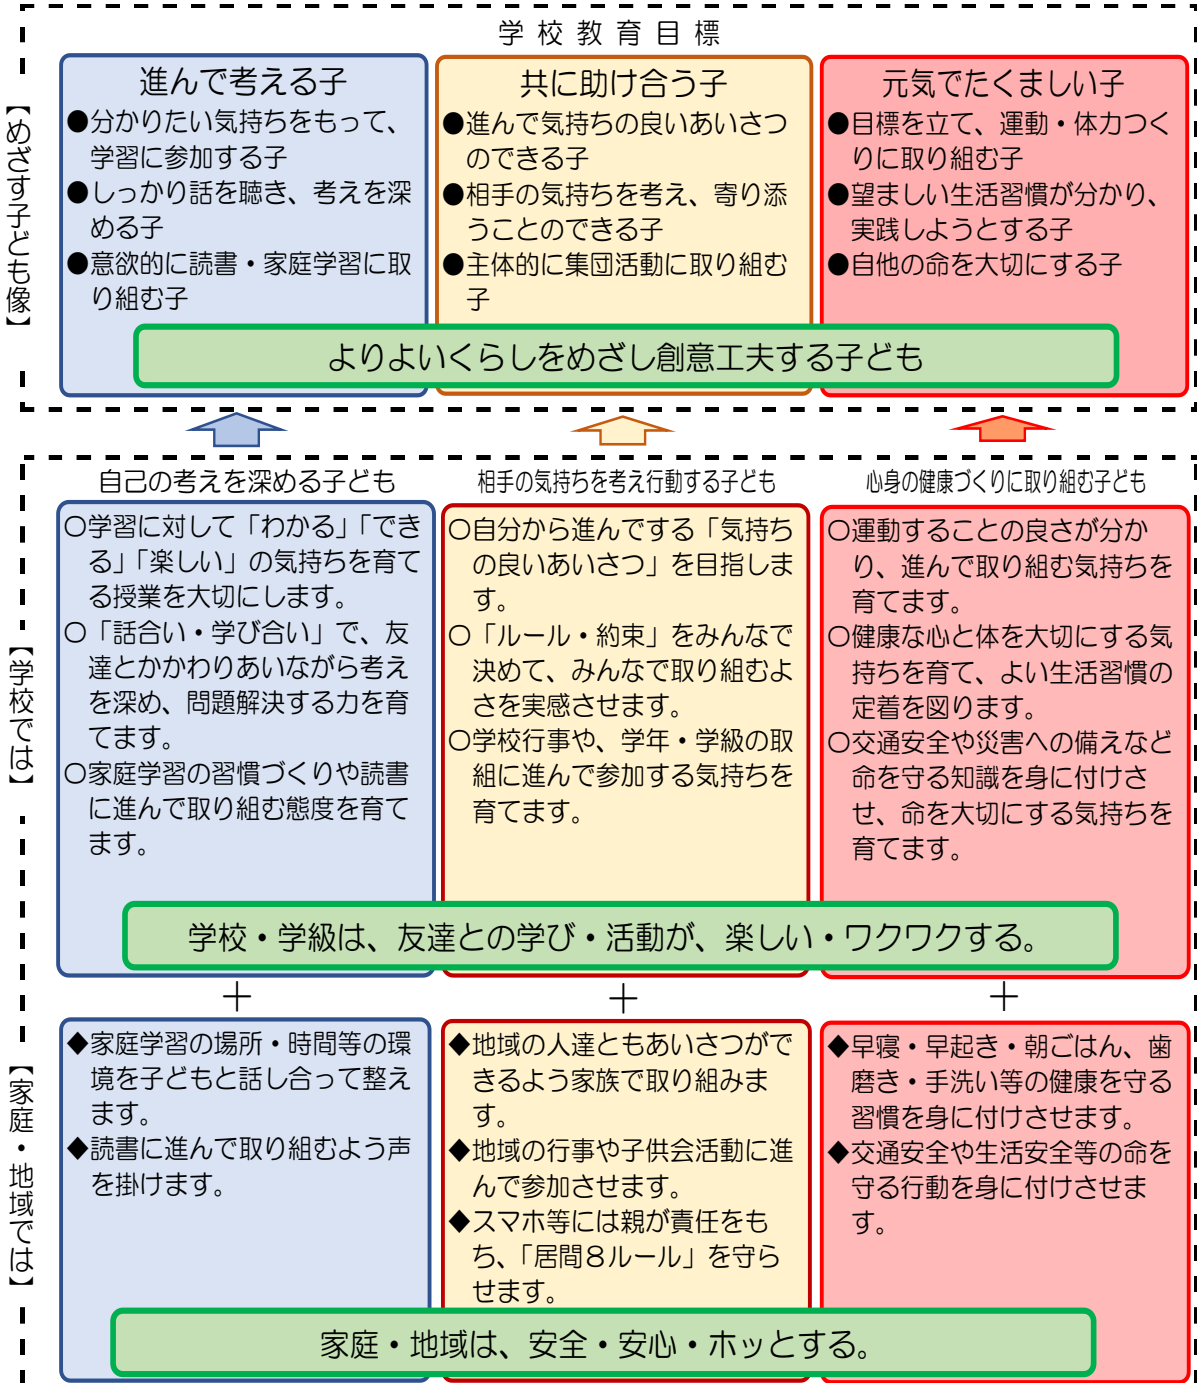 学校教育目標
【めざす子ども像】
進んで考える子
●分かりたい気持ちをもって、
学習に参加する子
●しっかり話を聴き、考えを深
める子
●意欲的に読書・家庭学習に取
り組む子
共に助け合う子
●進んで気持ちの良いあいさつ
のできる子
●相手の気持ちを考え、寄り添
うことのできる子
●主体的に集団活動に取り組む
子
元気でたくましい子
●目標を立て、運動・体力つく
りに取り組む子
●望ましい生活習慣が分かり、
実践しようとする子
●自他の命を大切にする子
よりよいくらしをめざし創意工夫する子ども
【学校では】
自己の考えを深める子ども
○学習に対して「わかる」「でき
る」「楽しい」の気持ちを育て
る授業を大切にします。
○「話合い・学び合い」で、友
達とかかわりあいながら考え
を深め、問題解決する力を育
てます。
○家庭学習の習慣づくりや読書
に進んで取り組む態度を育て
ます。
相手の気持ちを考え行動する子ども
○自分から進んでする「気持ち
の良いあいさつ」を目指しま
す。
○「ルール・約束」をみんなで
決めて、みんなで取り組むよ
さを実感させます。
○学校行事や、学年・学級の取
組に進んで参加する気持ちを
育てます。
心身の健康づくりに取り組む子ども
○運動することの良さが分か
り、進んで取り組む気持ちを
育てます。
○健康な心と体を大切にする気
持ちを育て、よい生活習慣の
定着を図ります。
○交通安全や災害への備えなど
命を守る知識を身に付けさ
せ、命を大切にする気持ちを
育てます。
学校・学級は、友達との学び・活動が、楽しい・ワクワクする。
＋
＋
＋
【家庭・地域では】
◆家庭学習の場所・時間等の環
境を子どもと話し合って整え
ます。
◆読書に進んで取り組むよう声
を掛けます。
◆地域の人達ともあいさつがで
きるよう家族で取り組みま
す。
◆地域の行事や子供会活動に進
んで参加させます。
◆スマホ等には親が責任をも
ち、「居間８ルール」を守ら
せます。
◆早寝・早起き・朝ごはん、歯
磨き・手洗い等の健康を守る
習慣を身に付けさせます。
◆交通安全や生活安全等の命を
守る行動を身に付けさせま
す。
家庭・地域は、安全・安心・ホッとする。